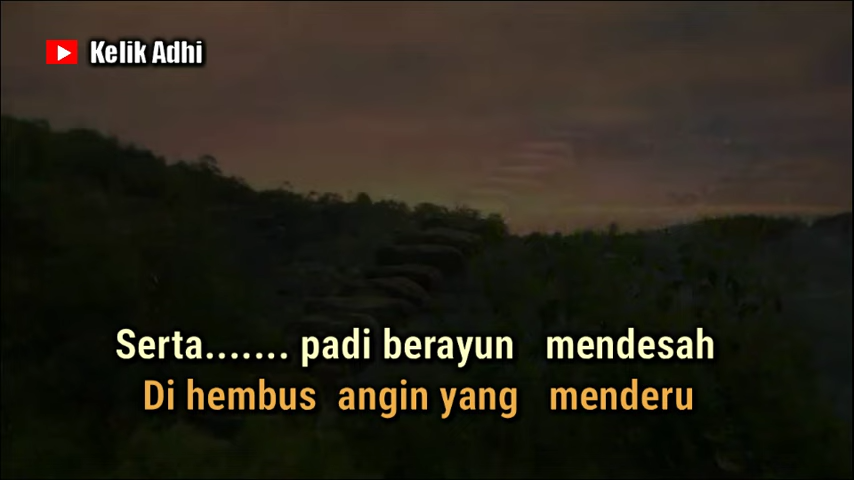 Kelik Adhi
Serta....... padi berayun mendesah
Di hembus angin yang menderu